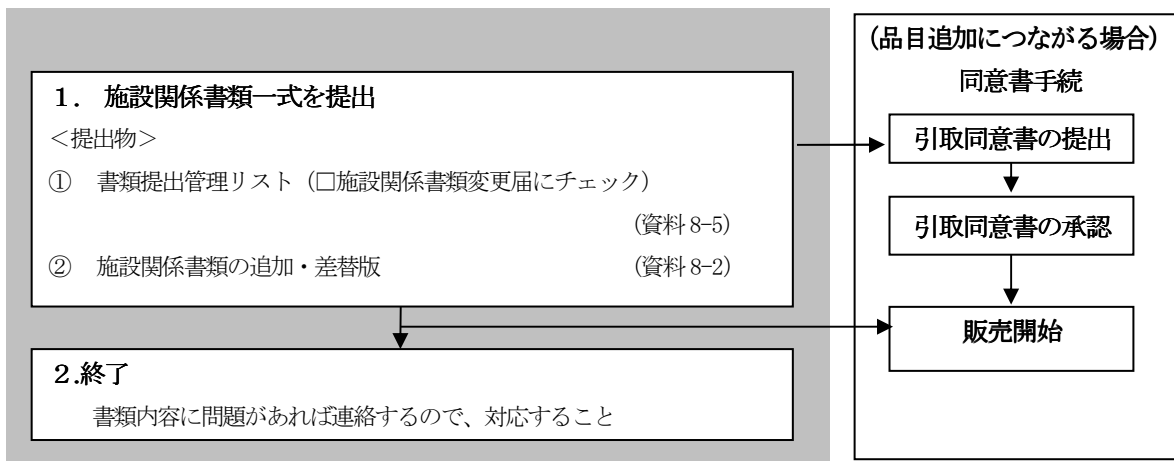 １． 施設関係書類一式を提出
＜提出物＞
① 書類提出管理リスト（□施設関係書類変更届にチェック）
（資料 8-5）
② 施設関係書類の追加・差替版 （資料 8-2）
２.終了
書類内容に問題があれば連絡するので、対応すること
（品目追加につながる場合）
同意書手続
引取同意書の提出
引取同意書の承認
販売開始